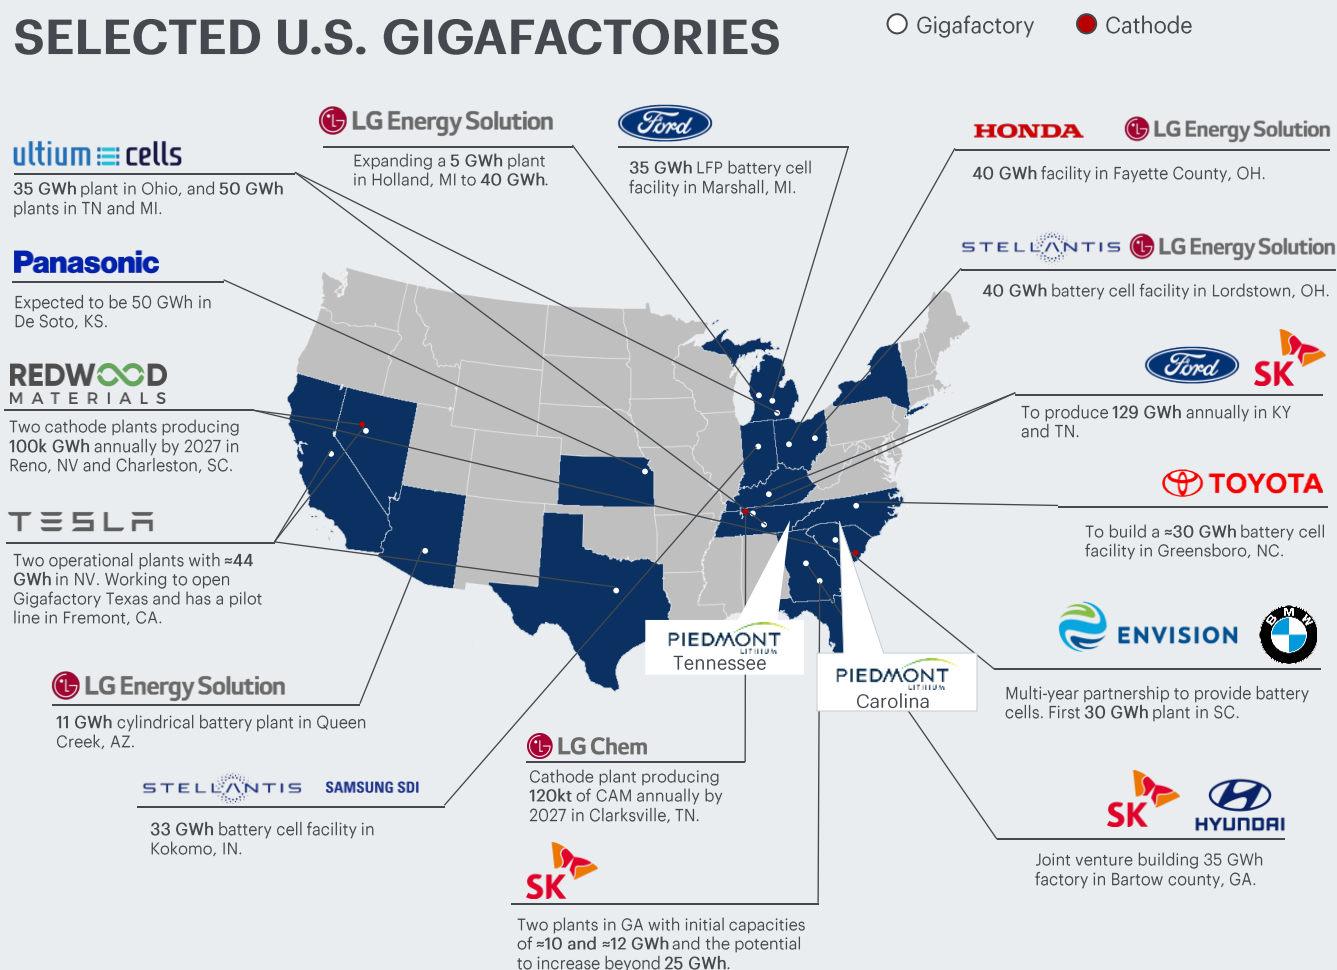 SELECTED U.S. GIGAFACTORIES
Gigafactory
Cathode
ultium cells
35 GWh plant in Ohio, and 50 GWh
plants in TN and MI.
LG Energy Solution
Expanding a 5 GWh plant
in Holland, MI to 40 GWh.
Ford
35 GWh LFP battery cell
facility in Marshall, MI.
HONDA
LG Energy Solution
40 GWh facility in Fayette County, OH.
STELLANTIS
LG Energy Solution
40 GWh battery cell facility in Lordstown, OH.
Panasonic
Expected to be 50 GWh in
De Soto, KS.
Ford
SK
To produce 129 GWh annually in KY
and TN.
REDWOOD
MATERIALS
Two cathode plants producing
100k GWh annually by 2027 in
Reno, NV and Charleston, SC.
TOYOTA
To build a ≈30 GWh battery cell
facility in Greensboro, NC.
TESLA
Two operational plants with ≈44
GWh in NV. Working to open
Gigafactory Texas and has a pilot
line in Fremont, CA.
ENVISION
BMW
Multi-year partnership to provide battery
cells. First 30 GWh plant in SC.
PIEDMONT
LITHIUM
Tennessee
PIEDMONT
LITHIUM
Carolina
LG Energy Solution
11 GWh cylindrical battery plant in Queen
Creek, AZ.
LG Chem
Cathode plant producing
120kt of CAM annually by
2027 in Clarksville, TN.
STELLANTIS
SAMSUNG SDI
33 GWh battery cell facility in
Kokomo, IN.
SK
HYUNDAI
Joint venture building 35 GWh
factory in Bartow county, GA.
SK
Two plants in GA with initial capacities
of ≈10 and ≈12 GWh and the potential
to increase beyond 25 GWh.